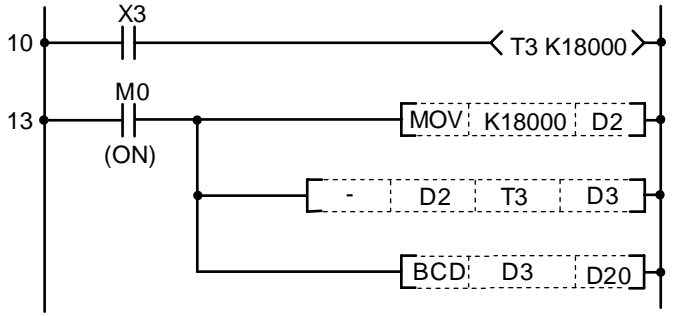 X3
10 T3 K18000
M0
13 MOV K18000 D2
(ON)
- D2 T3 D3
BCD D3 D20